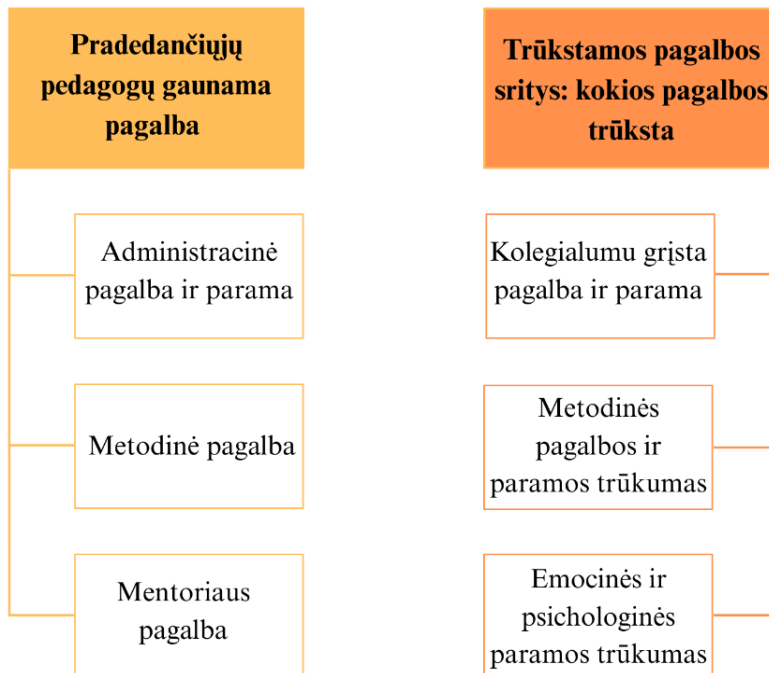 Pradedančiųjų
pedagogų gaunama
pagalba
Administracinė
pagalba ir parama
Metodinė pagalba
Mentoriaus
pagalba
Trūkstamos pagalbos
sritys: kokios pagalbos
trūksta
Kolegialumu grįsta
pagalba ir parama
Metodinės
pagalbos ir
paramos trūkumas
Emocinės ir
psichologinės
paramos trūkumas